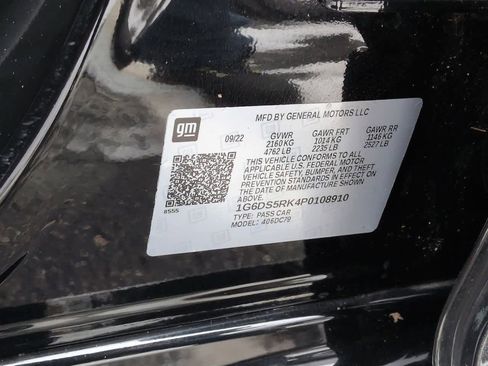 MFD BY GENERAL MOTORS LLC
gm
09/22 GVWR GAWR FRT GAWR RR
2160 KG 1014 KG 1146 KG
4762 LB 2235 LB 2527 LB
THIS VEHICLE CONFORMS TO ALL
APPLICABLE U.S. FEDERAL MOTOR
VEHICLE SAFETY, BUMPER, AND THEFT
PREVENTION STANDARDS IN EFFECT ON
THE DATE OF MANUFACTURE SHOWN
ABOVE.
1G6DS5RK4P0108910
8555
TYPE: PASS CAR
MODEL: 6DC79